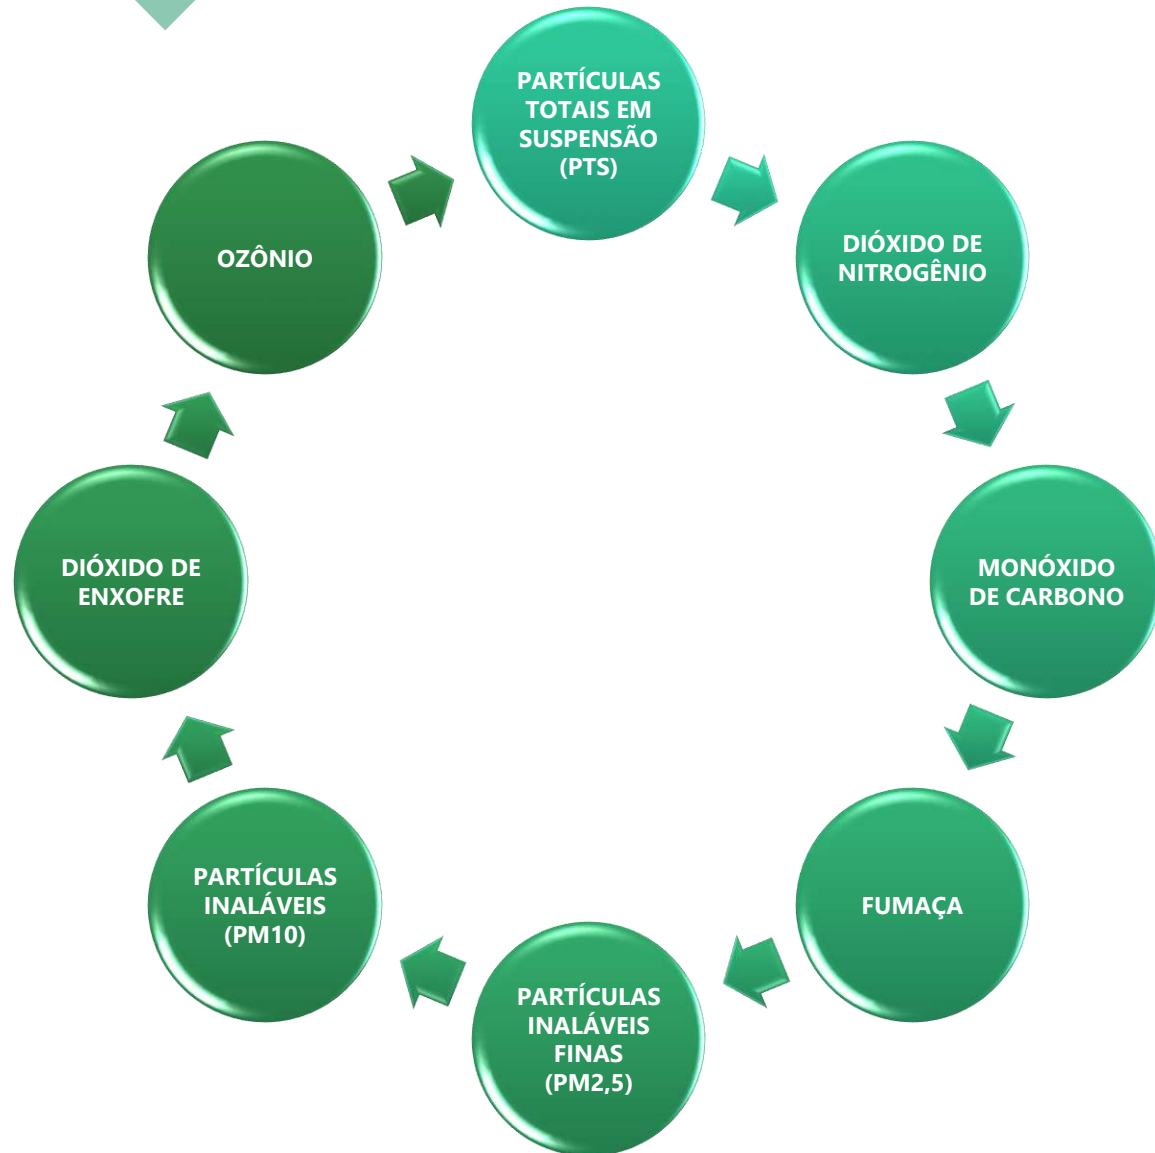 PARTÍCULAS
TOTAIS EM
SUSPENSÃO
(PTS)
DIÓXIDO DE
NITROGÊNIO
MONÓXIDO
DE CARBONO
FUMAÇA
PARTÍCULAS
INALÁVEIS
FINAS
(PM2,5)
PARTÍCULAS
INALÁVEIS
(PM10)
DIÓXIDO DE
ENXOFRE
OZÔNIO